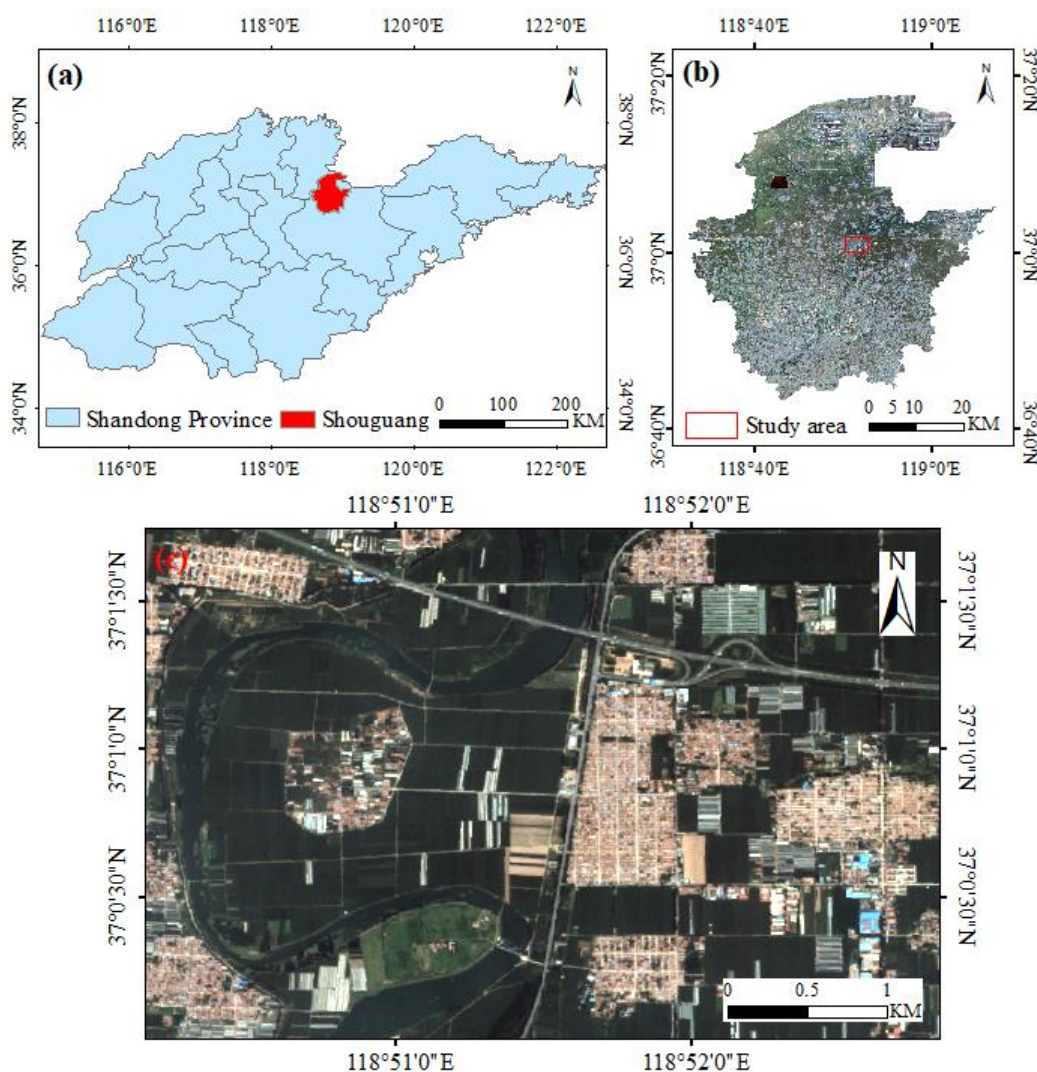 116°0'E 118°0'E 120°0'E 122°0'E
(a)
N
38°0'N
38°0'N
36°0'N
36°0'N
34°0'N
34°0'N
Shandong Province
Shouguang
0 100 200
KM
116°0'E 118°0'E 120°0'E 122°0'E
118°40'E 119°0'E
(b)
N
37°20'N
37°20'N
37°0'N
37°0'N
36°40'N
36°40'N
Study area
0 5 10 20
KM
118°40'E 119°0'E
118°51'0"E 118°52'0"E
(c)
N
37°1'30"N
37°1'30"N
37°1'0"N
37°1'0"N
37°0'30"N
37°0'30"N
0 0.5 1
KM
118°51'0"E 118°52'0"E